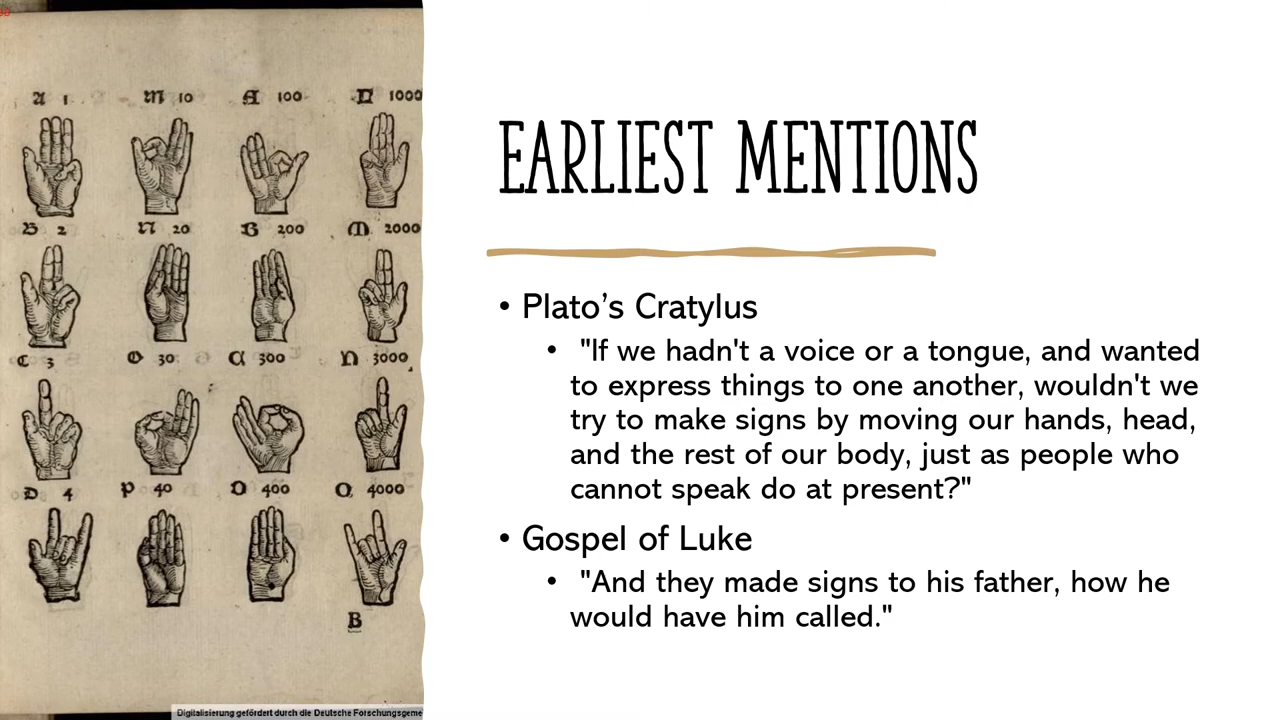 A 1 M 10 A 100 D 1000
B 2 N 20 B 200 M 2000
C 3 O 30 C 300 N 3000
D 4 P 40 D 400 O 4000
B
Digitalisierung gefördert durch die Deutsche Forschungsgeme
EARLIEST MENTIONS
• Plato’s Cratylus
• "If we hadn't a voice or a tongue, and wanted
to express things to one another, wouldn't we
try to make signs by moving our hands, head,
and the rest of our body, just as people who
cannot speak do at present?"
• Gospel of Luke
• "And they made signs to his father, how he
would have him called."